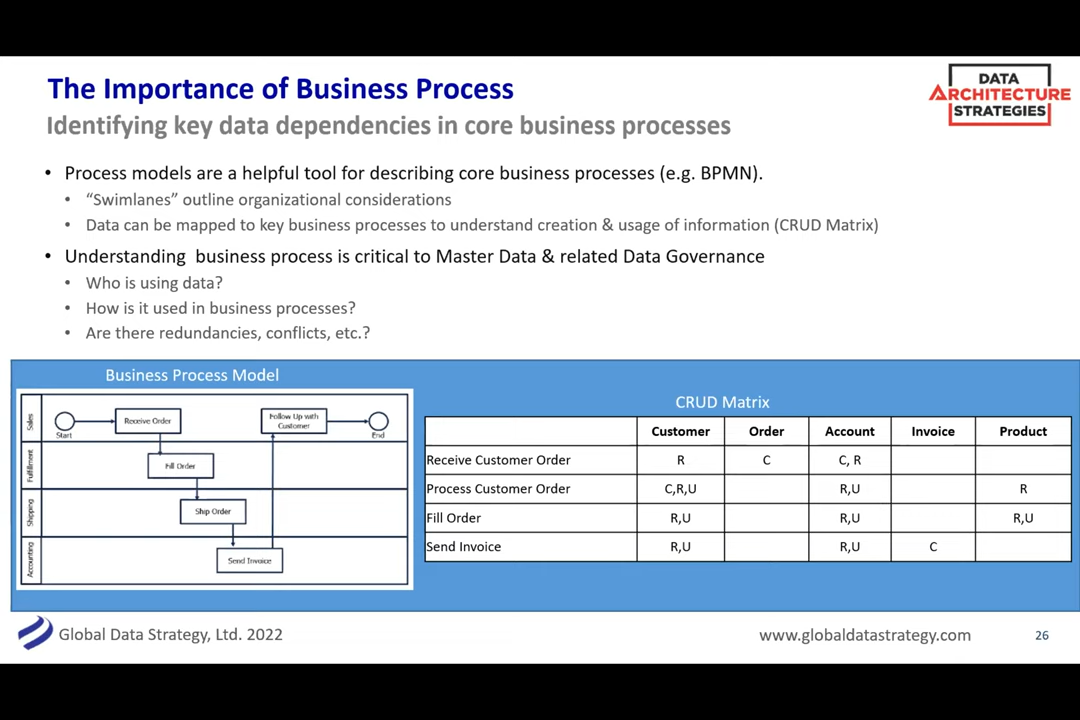 The Importance of Business Process
Identifying key data dependencies in core business processes
DATA
ARCHITECTURE
STRATEGIES
• Process models are a helpful tool for describing core business processes (e.g. BPMN).
• “Swimlanes” outline organizational considerations
• Data can be mapped to key business processes to understand creation & usage of information (CRUD Matrix)
• Understanding business process is critical to Master Data & related Data Governance
• Who is using data?
• How is it used in business processes?
• Are there redundancies, conflicts, etc.?
Business Process Model
Sales
Start
Receive Order
Follow Up with
Customer
End
Fulfillment
Fill Order
Shipping
Ship Order
Accounting
Send Invoice
CRUD Matrix
Customer Order Account Invoice Product
Receive Customer Order R C C, R
Process Customer Order C,R,U R,U R
Fill Order R,U R,U R,U
Send Invoice R,U R,U C
Global Data Strategy, Ltd. 2022
www.globaldatastrategy.com
26